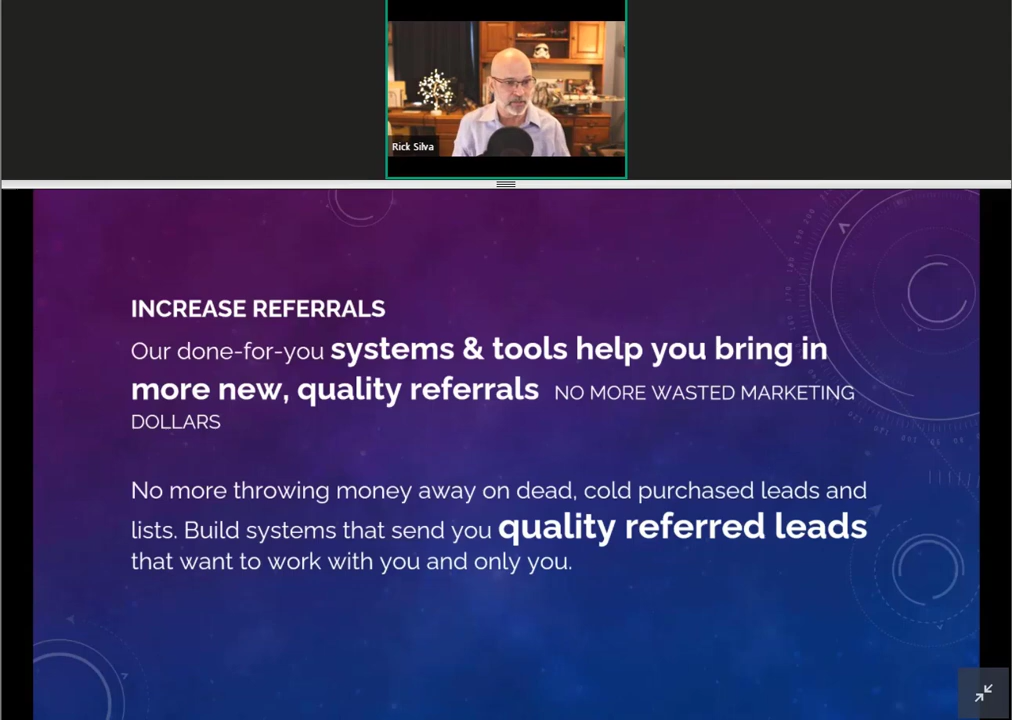 Rick Silva
INCREASE REFERRALS
Our done-for-you systems & tools help you bring in
more new, quality referrals NO MORE WASTED MARKETING
DOLLARS
No more throwing money away on dead, cold purchased leads and
lists. Build systems that send you quality referred leads
that want to work with you and only you.